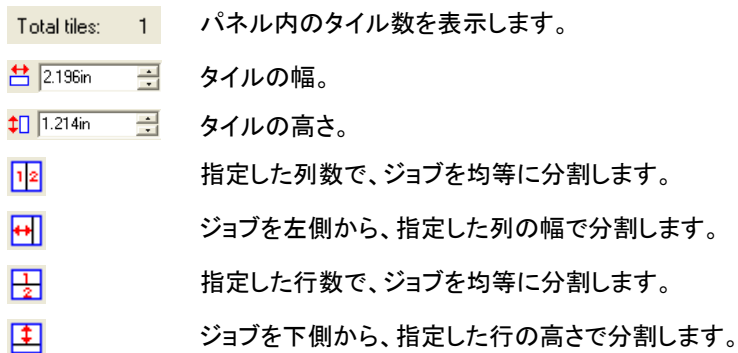 Total tiles: 1 パネル内のタイル数を表示します。
2.196in タイルの幅。
1.214in タイルの高さ。
1 2 指定した列数で、ジョブを均等に分割します。
ジョブを左側から、指定した列の幅で分割します。
1 2 指定した行数で、ジョブを均等に分割します。
ジョブを下側から、指定した行の高さで分割します。